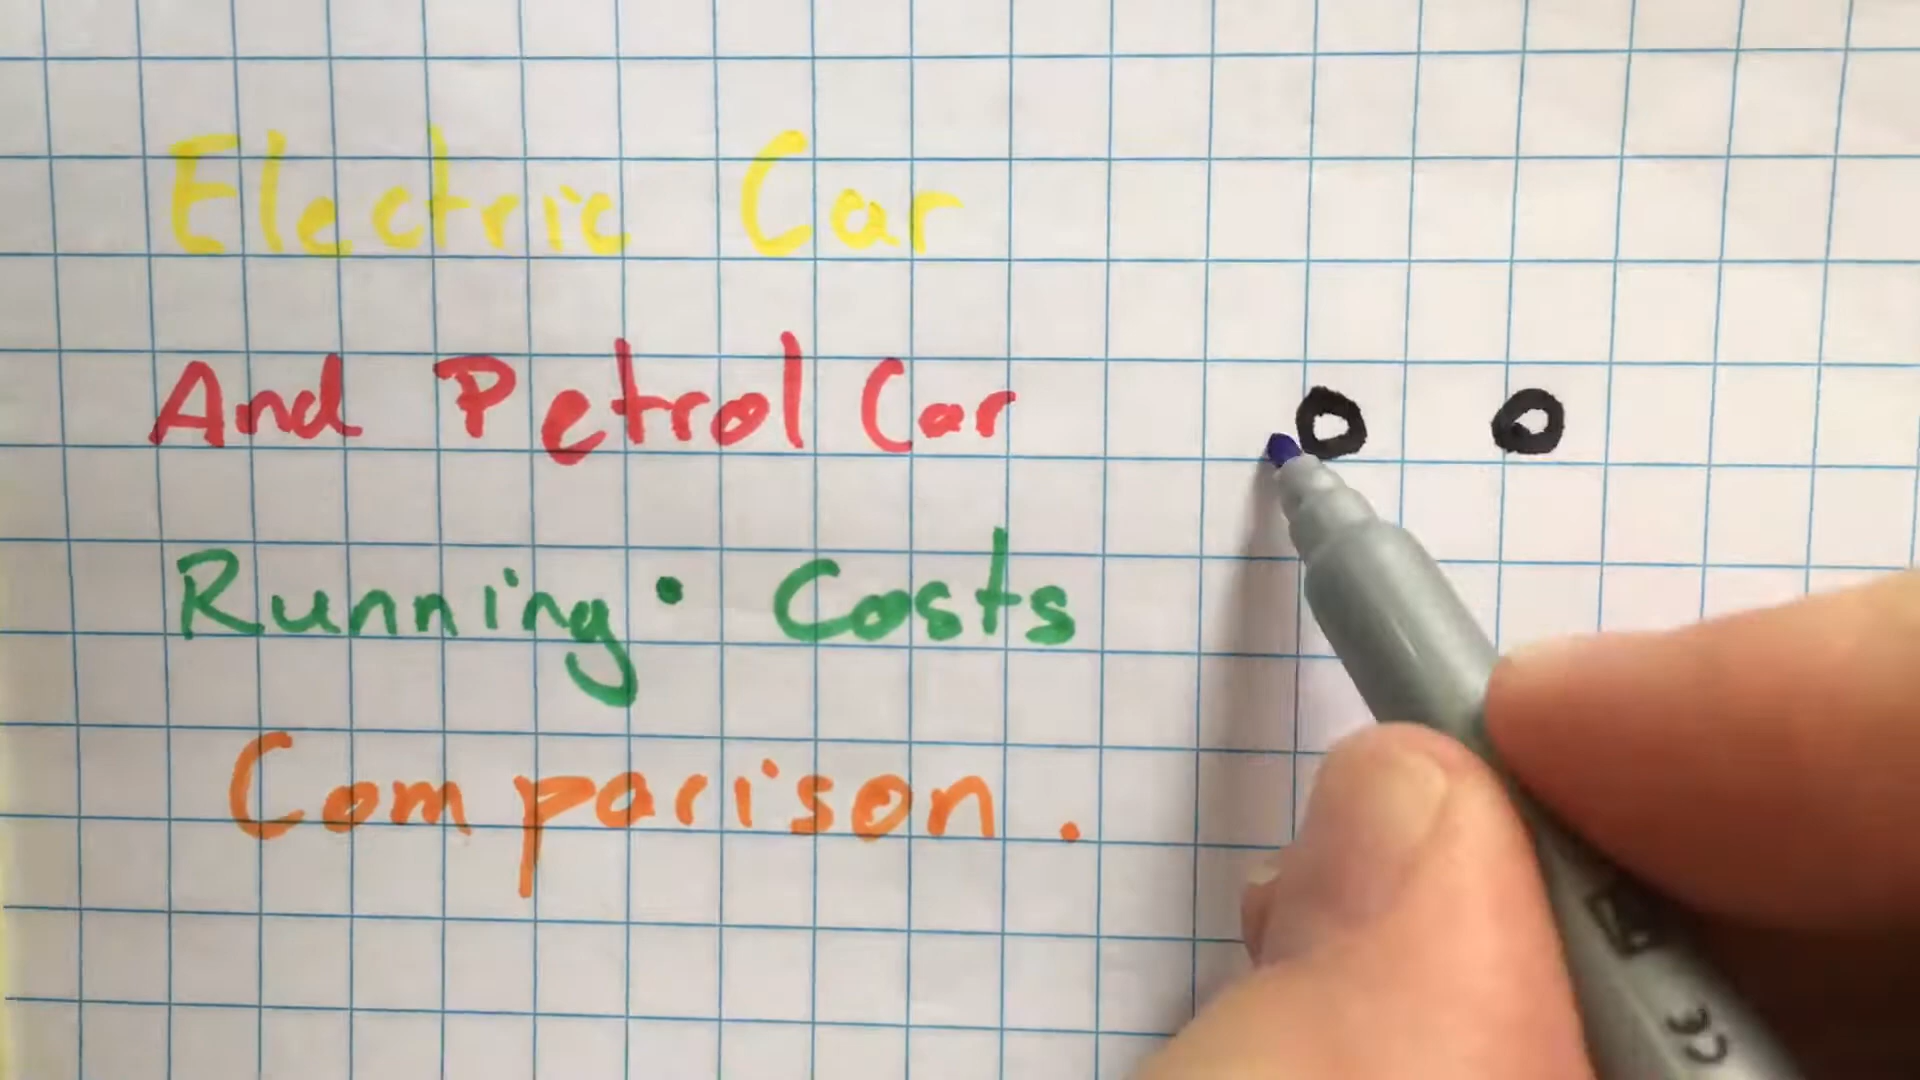 Electric Car
And Petrol Car
Running Costs
Comparison.